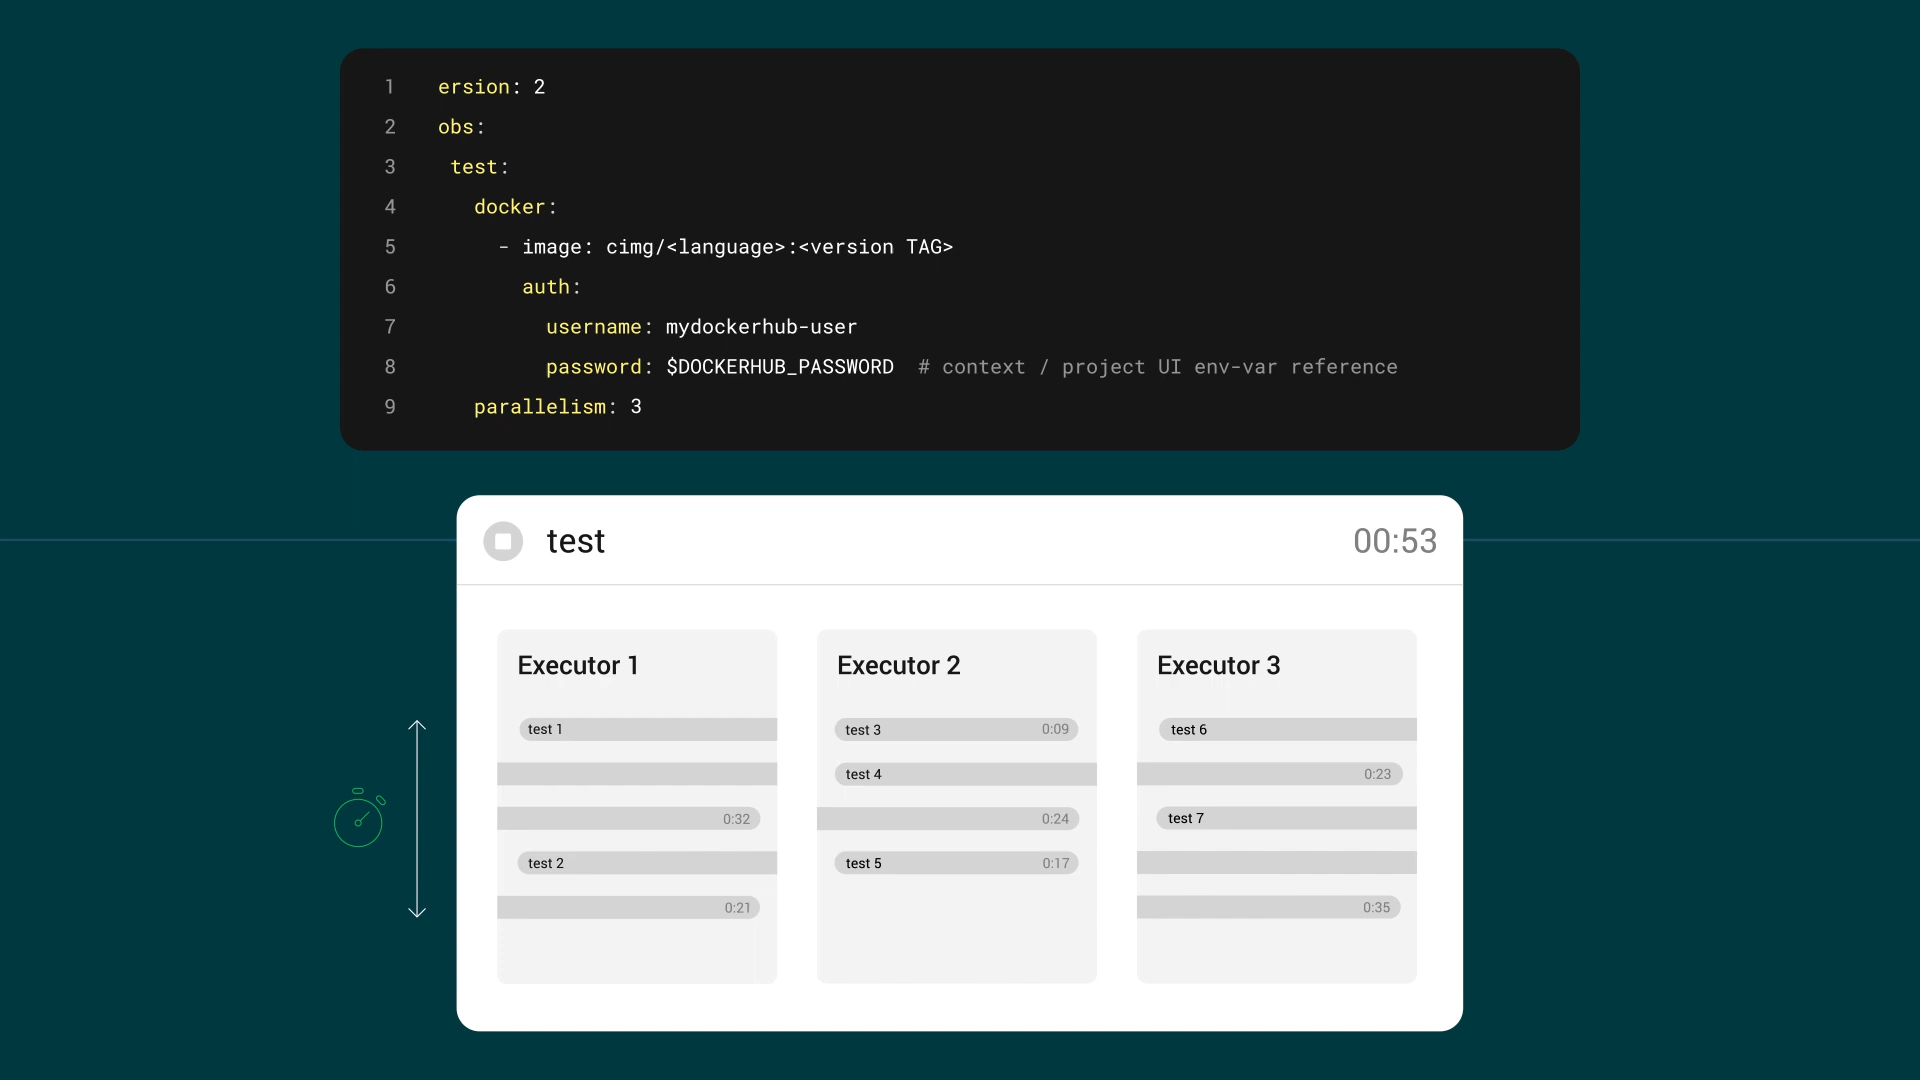 1 ersion: 2
2 obs:
3 test:
4 docker:
5 - image: cimg/<language>:<version TAG>
6 auth:
7 username: mydockerhub-user
8 password: $DOCKERHUB_PASSWORD # context / project UI env-var reference
9 parallelism: 3
test 00:53
Executor 1
test 1
0:32
test 2
0:21
Executor 2
test 3 0:09
test 4
0:24
test 5 0:17
Executor 3
test 6
0:23
test 7
0:35